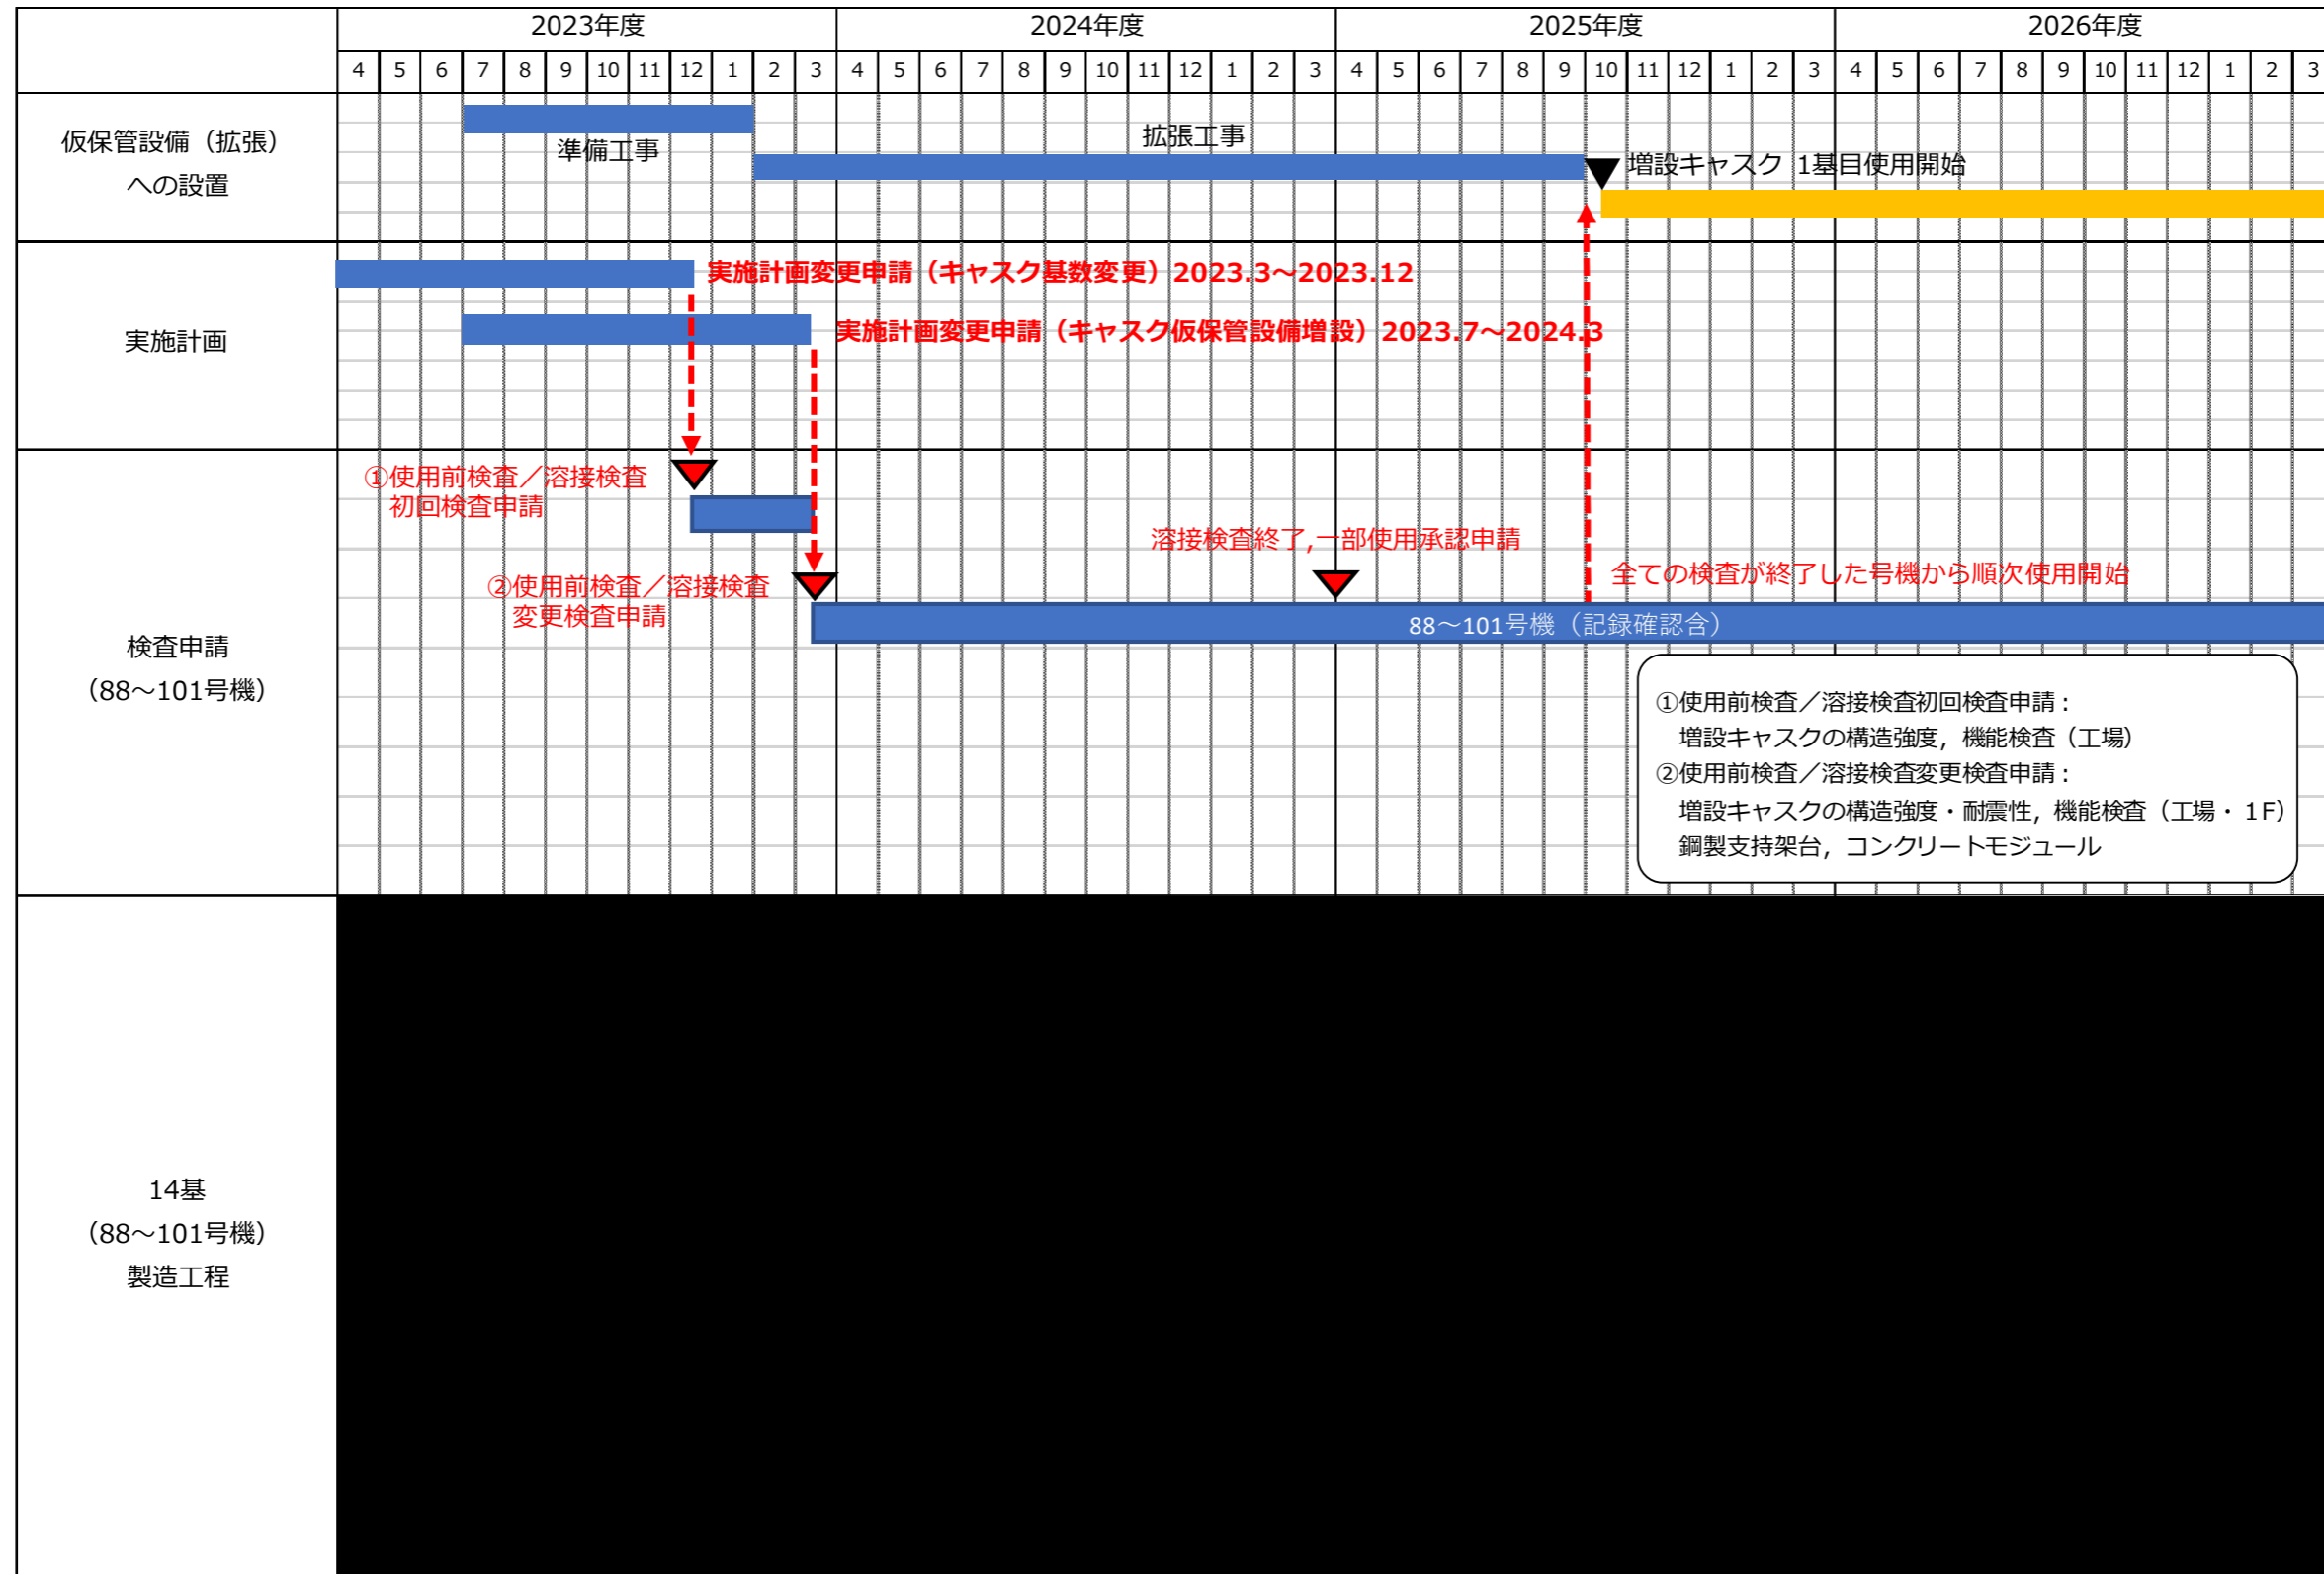 2023年度 2024年度 2025年度 2026年度
4 5 6 7 8 9 10 11 12 1 2 3 4 5 6 7 8 9 10 11 12 1 2 3 4 5 6 7 8 9 10 11 12 1 2 3 4 5 6 7 8 9 10 11 12 1 2 3
仮保管設備（拡張）
への設置
準備工事
拡張工事
増設キャスク 1基目使用開始
実施計画
実施計画変更申請（キャスク基数変更）2023.3～2023.12
実施計画変更申請（キャスク仮保管設備増設）2023.7～2024.3
検査申請
（88～101号機）
①使用前検査／溶接検査
初回検査申請
②使用前検査／溶接検査
変更検査申請
溶接検査終了,一部使用承認申請
全ての検査が終了した号機から順次使用開始
88～101号機（記録確認含）
①使用前検査／溶接検査初回検査申請：
増設キャスクの構造強度，機能検査（工場）
②使用前検査／溶接検査変更検査申請：
増設キャスクの構造強度・耐震性，機能検査（工場・１F）
鋼製支持架台，コンクリートモジュール
14基
（88～101号機）
製造工程